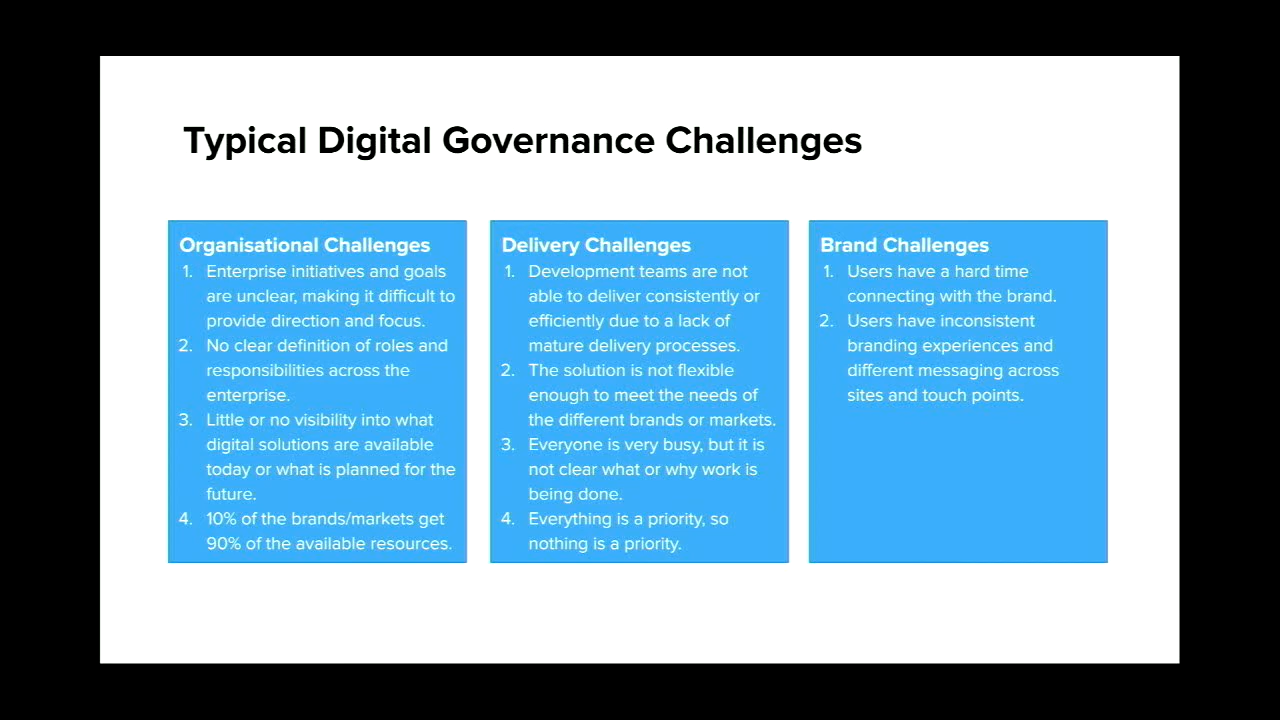 Typical Digital Governance Challenges
Organisational Challenges
1. Enterprise initiatives and goals
are unclear, making it difficult to
provide direction and focus.
2. No clear definition of roles and
responsibilities across the
enterprise.
3. Little or no visibility into what
digital solutions are available
today or what is planned for the
future.
4. 10% of the brands/markets get
90% of the available resources.
Delivery Challenges
1. Development teams are not
able to deliver consistently or
efficiently due to a lack of
mature delivery processes.
2. The solution is not flexible
enough to meet the needs of
the different brands or markets.
3. Everyone is very busy, but it is
not clear what or why work is
being done.
4. Everything is a priority, so
nothing is a priority.
Brand Challenges
1. Users have a hard time
connecting with the brand.
2. Users have inconsistent
branding experiences and
different messaging across
sites and touch points.